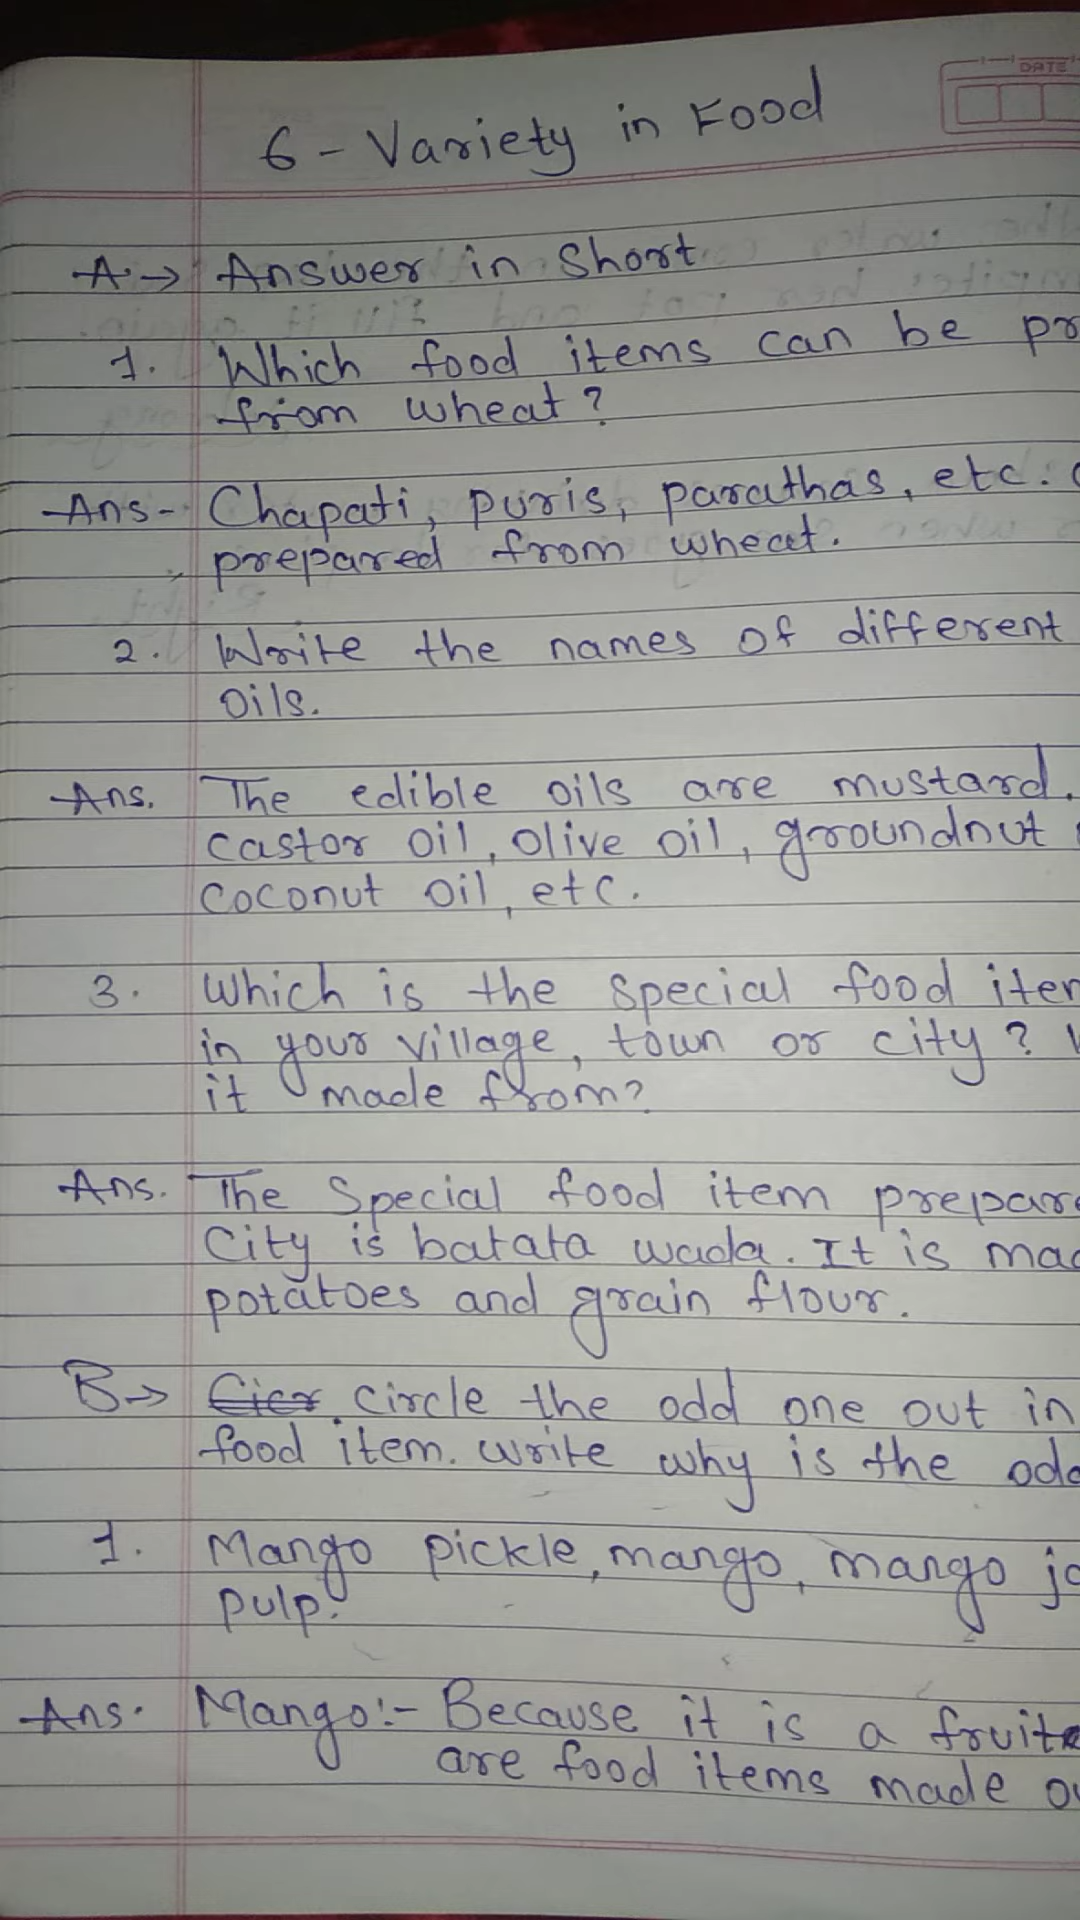 DATE
6 - Variety in Food
A → Answer in Short
1. Which food items can be pr
from wheat?
Ans - Chapati, puris, parathas, etc.
prepared from wheat.
2. Write the names of different
Oils.
Ans. The edible oils are mustard,
castor oil, olive oil, groundnut
coconut oil, etc.
3. Which is the special food iter
in your village, town or city?
it made from?
Ans. The Special food item prepar
City is batata wada. It is mad
potatoes and grain flour.
B → Cicr circle the odd one out in
food item. write why is the odd
1. Mango pickle, mango, mango ja
pulp.
Ans. Mango:- Because it is a fruit
are food items made ou